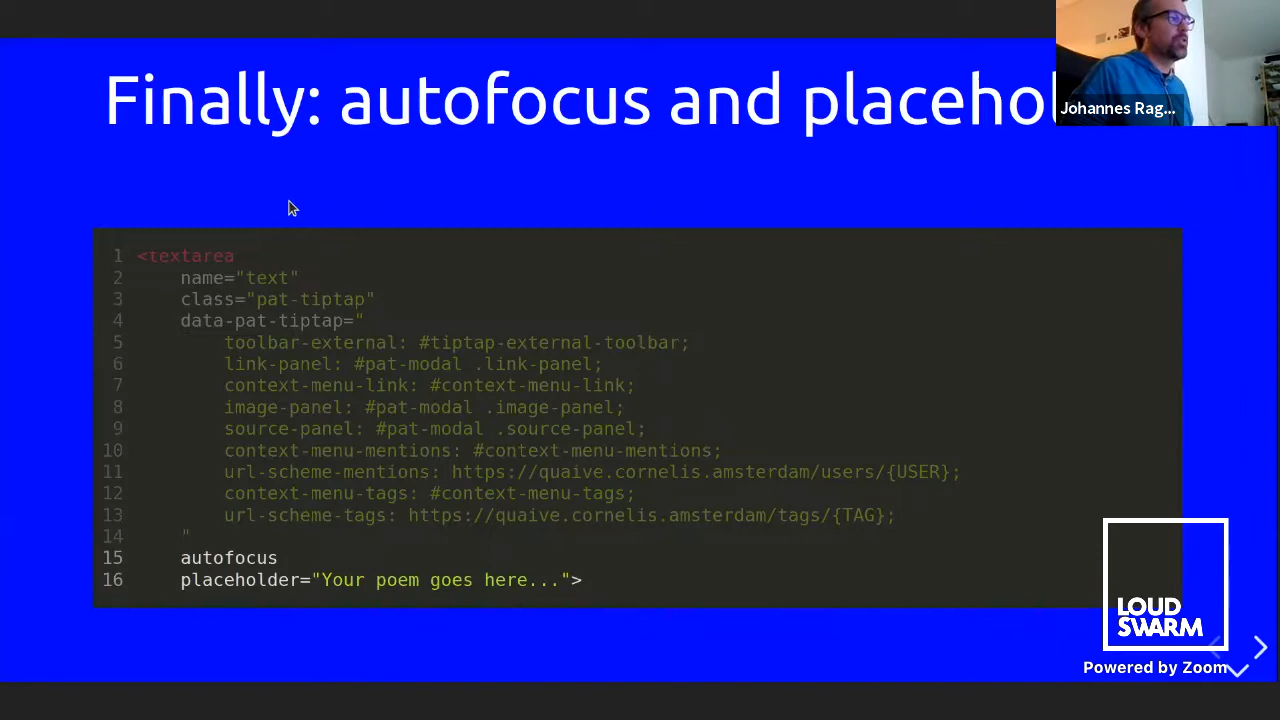 Finally: autofocus and placehol
Johannes Rag...
1 <textarea
2 name="text"
3 class="pat-tiptap"
4 data-pat-tiptap="
5 toolbar-external: #tiptap-external-toolbar;
6 link-panel: #pat-modal .link-panel;
7 context-menu-link: #context-menu-link;
8 image-panel: #pat-modal .image-panel;
9 source-panel: #pat-modal .source-panel;
10 context-menu-mentions: #context-menu-mentions;
11 url-scheme-mentions: https://quaive.cornelis.amsterdam/users/{USER};
12 context-menu-tags: #context-menu-tags;
13 url-scheme-tags: https://quaive.cornelis.amsterdam/tags/{TAG};
14 "
15 autofocus
16 placeholder="Your poem goes here...">
LOUD
SWARM
Powered by Zoom